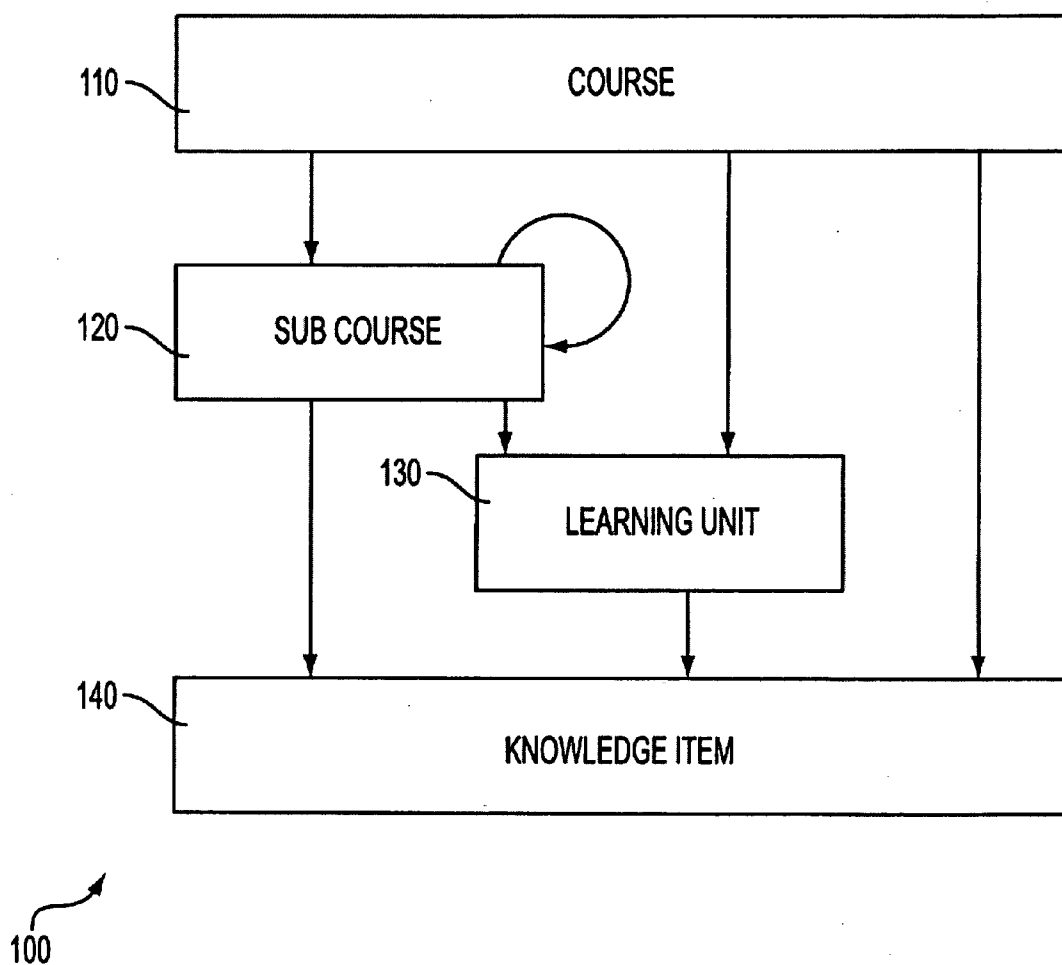 COURSE
110
SUB COURSE
120
130
LEARNING UNIT
140
KNOWLEDGE ITEM
100